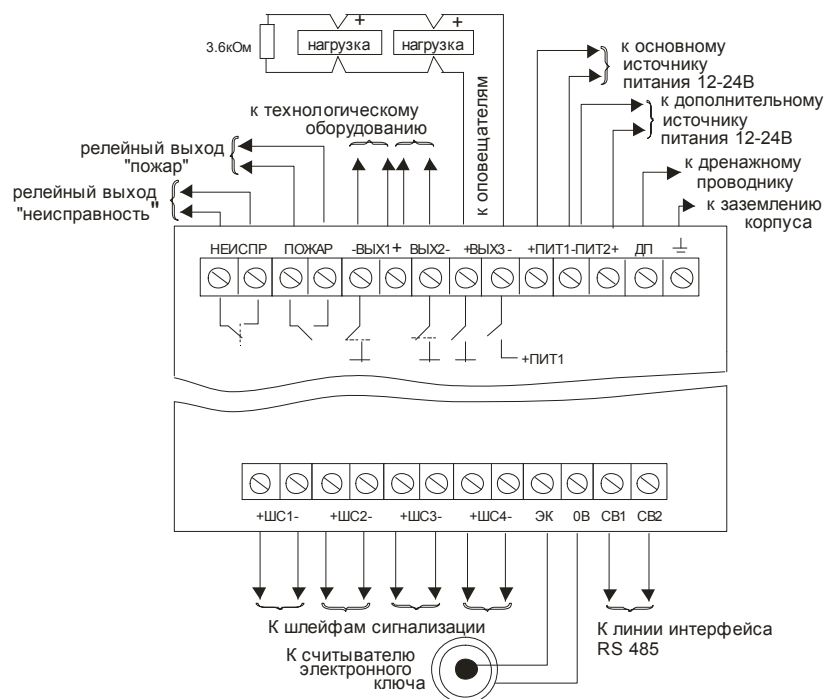 + +
3.6кОм нагрузка нагрузка
к основному
источнику
питания 12-24В
к дополнительному
источнику
питания 12-24В
к технологическому
оборудованию
к оповещателям
релейный выход
"пожар"
релейный выход
"неисправность"
к дренажному
проводнику
к заземлению
корпуса
НЕИСПР ПОЖАР -ВЫХ1+ ВЫХ2- +ВЫХ3- +ПИТ1-ПИТ2+ ДП
+ПИТ1
+ШС1- +ШС2- +ШС3- +ШС4- ЭК 0В СВ1 СВ2
К шлейфам сигнализации
К линии интерфейса
RS 485
К считывателю
электронного
ключа